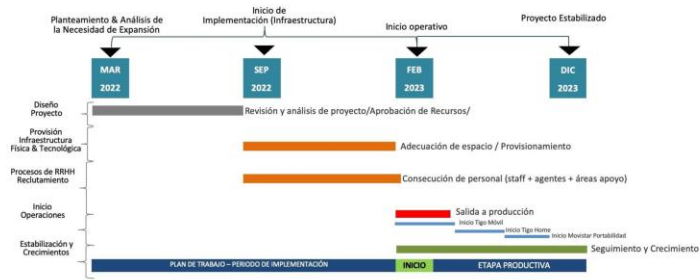 Planteamiento & Análisis de
la Necesidad de Expansión
Inicio de
Implementación (Infraestructura)
Inicio operativo
Proyecto Estabilizado
MAR
2022
SEP
2022
FEB
2023
DIC
2023
Diseño
Proyecto
Revisión y análisis de proyecto/Aprobación de Recursos/
Provisión
Infraestructura
Física & Tecnológica
Adecuación de espacio / Provisionamiento
Procesos de RRHH
Reclutamiento
Consecución de personal (staff + agentes + áreas apoyo)
Inicio
Operaciones
Salida a producción
Inicio Tigo Móvil
Inicio Tigo Home
Inicio Movistar Portabilidad
Estabilización y
Crecimientos
Seguimiento y Crecimiento
PLAN DE TRABAJO – PERIODO DE IMPLEMENTACIÓN
INICIO
ETAPA PRODUCTIVA